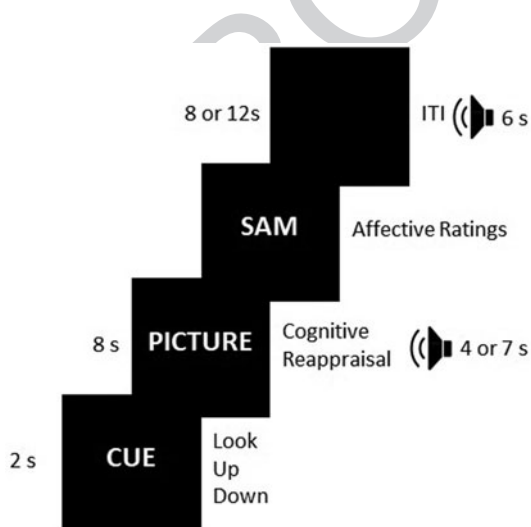 8 or 12s
ITI
6 s
SAM
Affective Ratings
8 s
PICTURE
Cognitive
Reappraisal
4 or 7 s
2 s
CUE
Look
Up
Down